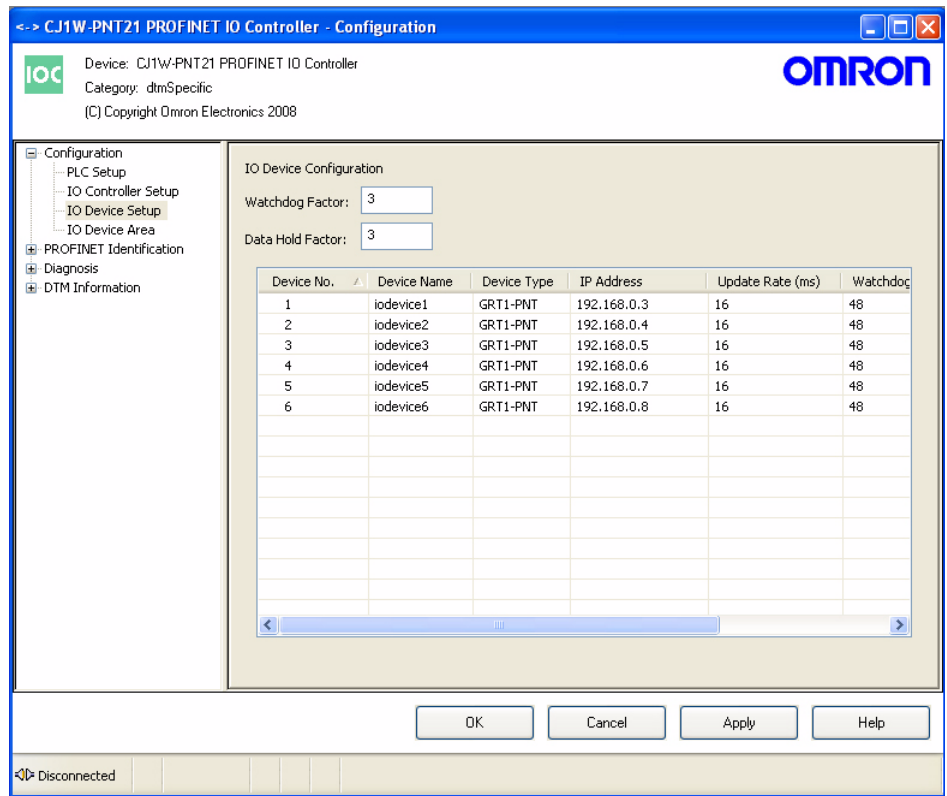 <-> CJ1W-PNT21 PROFINET IO Controller - Configuration
IOC
Device: CJ1W-PNT21 PROFINET IO Controller
Category: dtmSpecific
(C) Copyright Omron Electronics 2008
OMRON
Configuration
PLC Setup
IO Controller Setup
IO Device Setup
IO Device Area
PROFINET Identification
Diagnosis
DTM Information
IO Device Configuration
Watchdog Factor: 3
Data Hold Factor: 3
Device No. Device Name Device Type IP Address Update Rate (ms) Watchdog
1 iodevice1 GRT1-PNT 192.168.0.3 16 48
2 iodevice2 GRT1-PNT 192.168.0.4 16 48
3 iodevice3 GRT1-PNT 192.168.0.5 16 48
4 iodevice4 GRT1-PNT 192.168.0.6 16 48
5 iodevice5 GRT1-PNT 192.168.0.7 16 48
6 iodevice6 GRT1-PNT 192.168.0.8 16 48
OK Cancel Apply Help
Disconnected